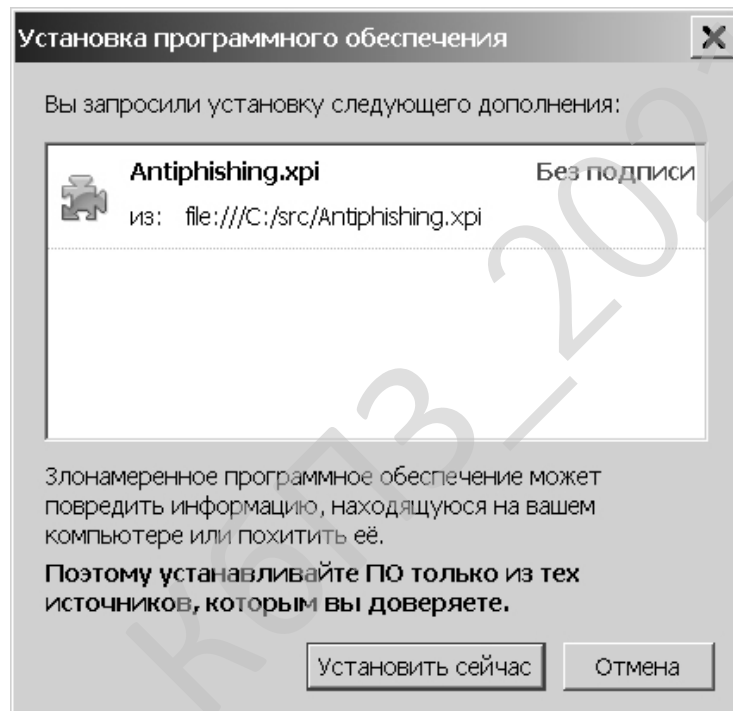 Установка программного обеспечения
Вы запросили установку следующего дополнения:
Antiphishing.xpi Без подписи
из: file:///C:/src/Antiphishing.xpi
Злонамеренное программное обеспечение может
повредить информацию, находящуюся на вашем
компьютере или похитить её.
Поэтому устанавливайте ПО только из тех
источников, которым вы доверяете.
Установить сейчас Отмена